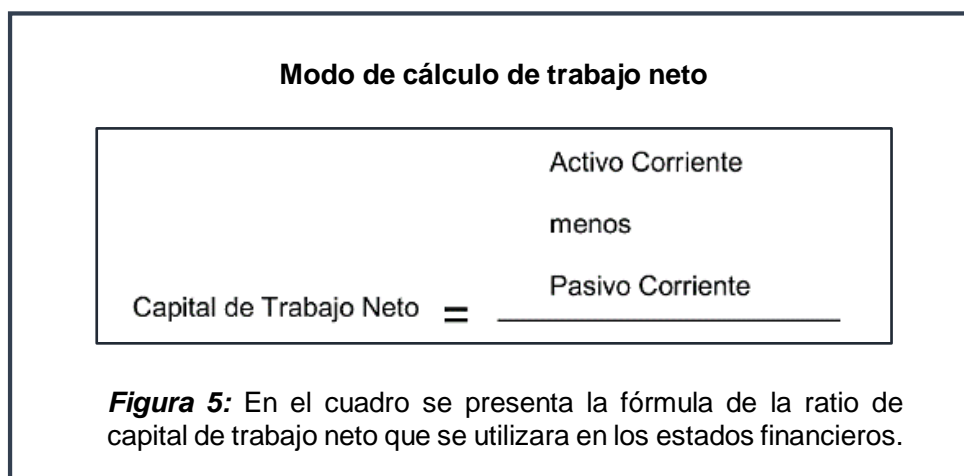 Modo de cálculo de trabajo neto
Activo Corriente
menos
Pasivo Corriente
Capital de Trabajo Neto =
Figura 5: En el cuadro se presenta la fórmula de la ratio de
capital de trabajo neto que se utilizara en los estados financieros.